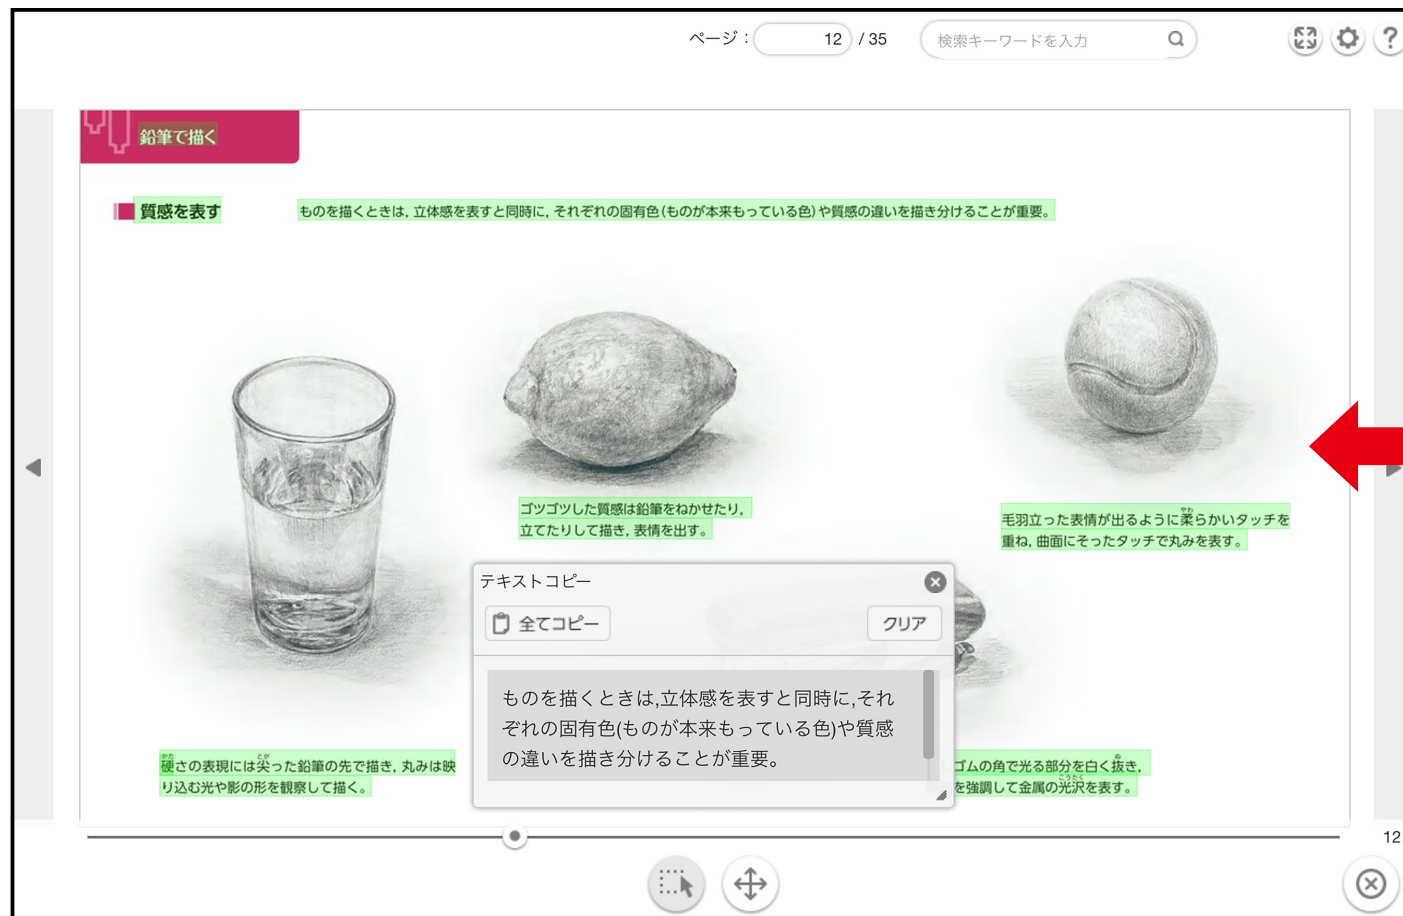 ページ： 12 / 35
検索キーワードを入力
?
鉛筆で描く
質感を表す
ものを描くときは, 立体感を表すと同時に, それぞれの固有色(ものが本来もっている色)や質感の違いを描き分けることが重要。
ゴツゴツした質感は鉛筆をねかせたり,
立てたりして描き, 表情を出す。
やわ
毛羽立った表情が出るように柔らかいタッチを
重ね, 曲面にそったタッチで丸みを表す。
テキストコピー
全てコピー
クリア
ものを描くときは,立体感を表すと同時に,それ
ぞれの固有色(ものが本来もっている色)や質感
の違いを描き分けることが重要。
かた とが
硬さの表現には尖った鉛筆の先で描き, 丸みは映
り込む光や影の形を観察して描く。
ぬ
ゴムの角で光る部分を白く抜き,
こうたく
を強調して金属の光沢を表す。
12